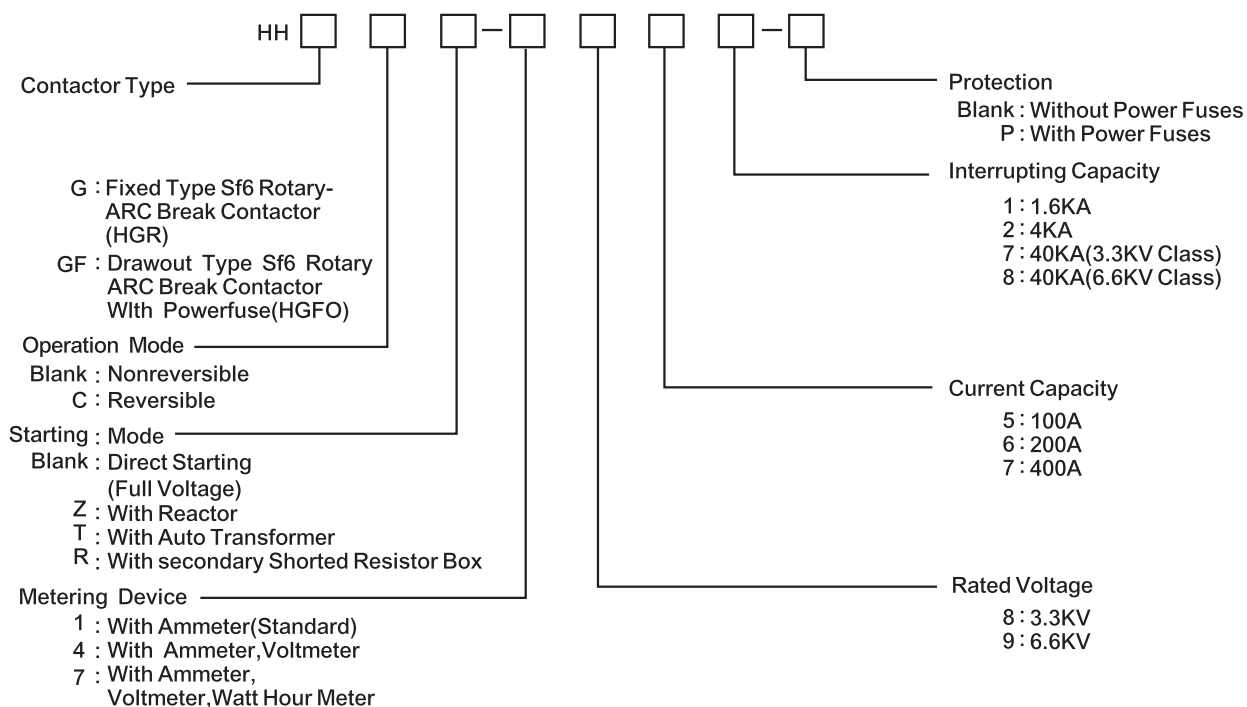 HH
Contactor Type
G : Fixed Type Sf6 Rotary-
ARC Break Contactor
(HGR)
GF : Drawout Type Sf6 Rotary
ARC Break Contactor
WIth Powerfuse(HGFO)
Operation Mode
Blank : Nonreversible
C : Reversible
Starting : Mode
Blank : Direct Starting
(Full Voltage)
Z : With Reactor
T : With Auto Transformer
R : With secondary Shorted Resistor Box
Metering Device
1 : With Ammeter(Standard)
4 : With Ammeter,Voltmeter
7 : With Ammeter,
Voltmeter,Watt Hour Meter
Protection
Blank : Without Power Fuses
P : With Power Fuses
Interrupting Capacity
1 : 1.6KA
2 : 4KA
7 : 40KA(3.3KV Class)
8 : 40KA(6.6KV Class)
Current Capacity
5 : 100A
6 : 200A
7 : 400A
Rated Voltage
8 : 3.3KV
9 : 6.6KV